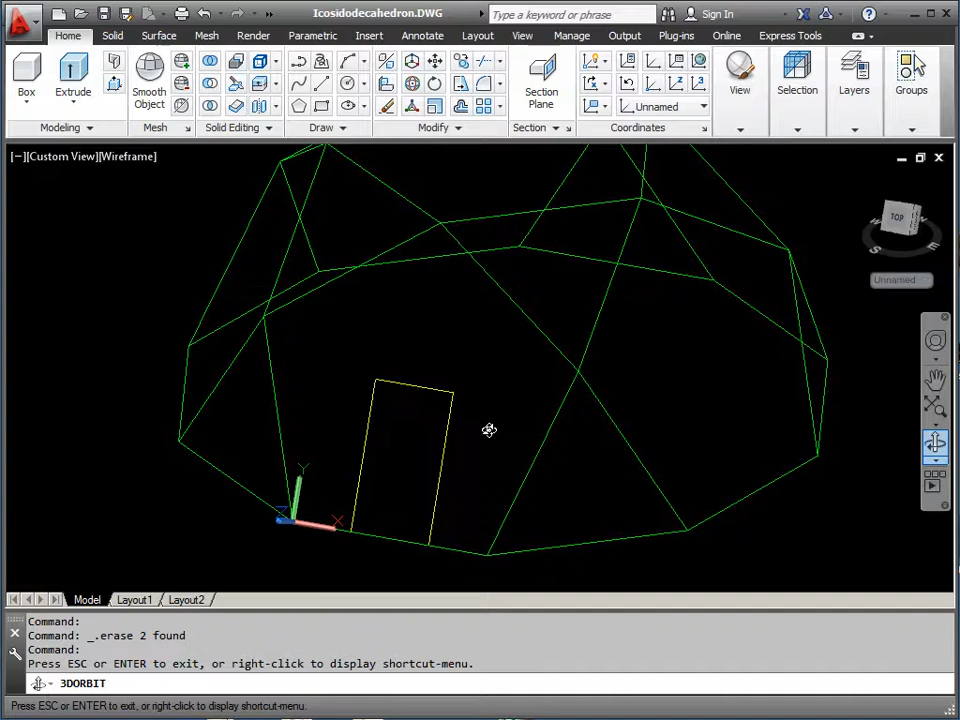 Icosidodecahedron.DWG
Type a keyword or phrase
Sign In
Home Solid Surface Mesh Render Parametric Insert Annotate Layout View Manage Output Plug-ins Online Express Tools
Box
Extrude
Smooth
Object
Section
Plane
Unnamed
View
Selection
Layers
Groups
Modeling Mesh Solid Editing Draw Modify Section Coordinates
[−][Custom View][Wireframe]
TOP
N
S
E
Unnamed
Y
Z
X
Model Layout1 Layout2
Command:
Command: _.erase 2 found
Command:
Press ESC or ENTER to exit, or right-click to display shortcut-menu.
3DORBIT
Press ESC or ENTER to exit, or right-click to display shortcut-menu.